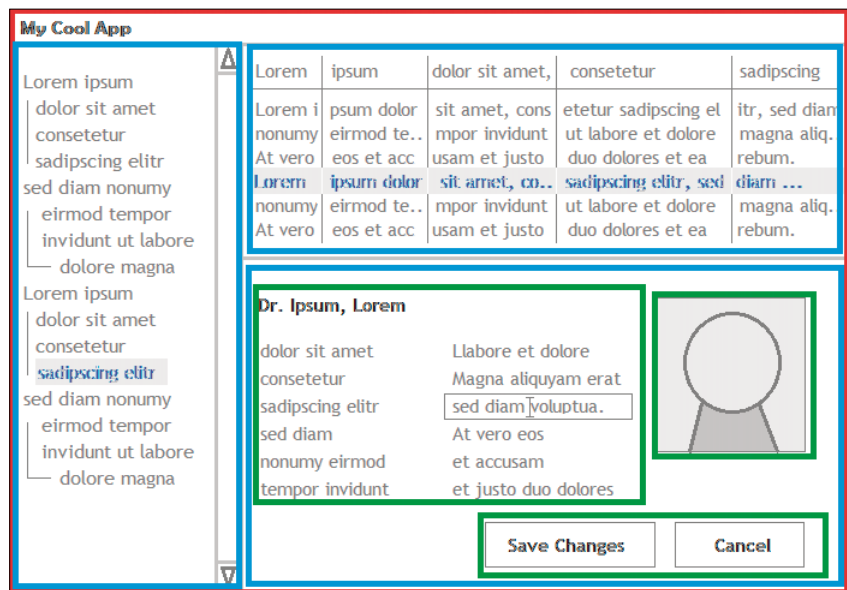 My Cool App
Lorem ipsum
dolor sit amet
consetetur
sadipscing elitr
sed diam nonumy
eirmod tempor
invidunt ut labore
dolore magna
Lorem ipsum
dolor sit amet
consetetur
sadipscing elitr
sed diam nonumy
eirmod tempor
invidunt ut labore
dolore magna
Lorem ipsum dolor sit amet, consetetur sadipscing
Lorem i psum dolor sit amet, cons etetur sadipscing el itr, sed diam
nonumy eirmod te.. mpor invidunt ut labore et dolore magna aliq.
At vero eos et acc usam et justo duo dolores et ea rebum.
Lorem ipsum dolor sit amet, co.. sadipscing elitr, sed diam ...
nonumy eirmod te.. mpor invidunt ut labore et dolore magna aliq.
At vero eos et acc usam et justo duo dolores et ea rebum.
Dr. Ipsum, Lorem
dolor sit amet Llabore et dolore
consetetur Magna aliquyam erat
sadipscing elitr sed diam voluptua.
sed diam At vero eos
nonumy eirmod et accusam
tempor invidunt et justo duo dolores
Save Changes Cancel